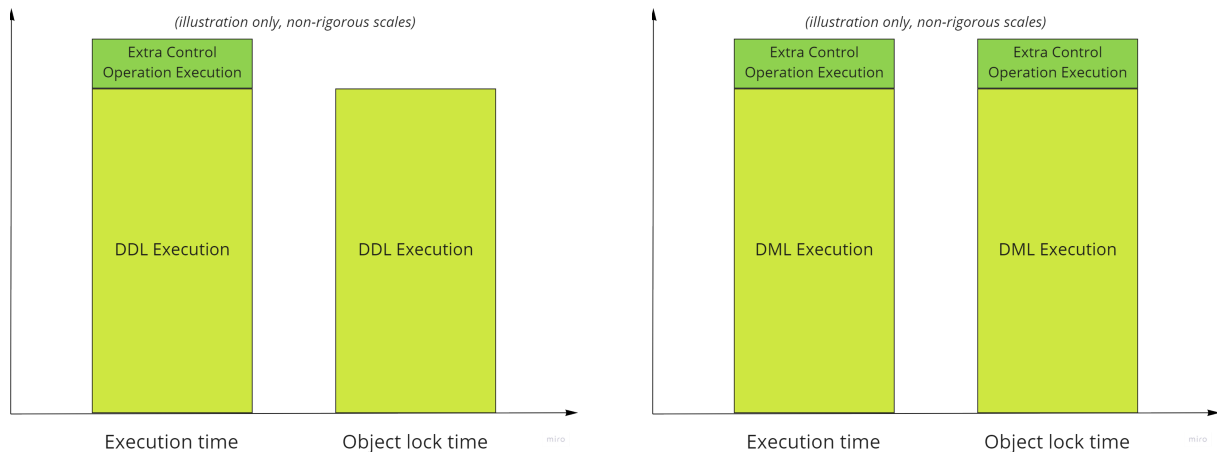 (illustration only, non-rigorous scales)
Extra Control
Operation Execution
DDL Execution
DDL Execution
Execution time
Object lock time
miro
(illustration only, non-rigorous scales)
Extra Control
Operation Execution
Extra Control
Operation Execution
DML Execution
DML Execution
Execution time
Object lock time
miro